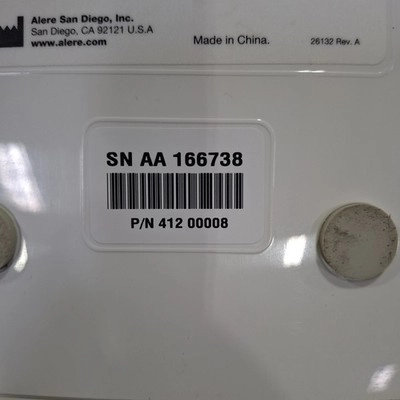 Alere San Diego, Inc.
San Diego, CA 92121 U.S.A
www.alere.com
Made in China.
26132 Rev. A
SN AA 166738
P/N 412 00008